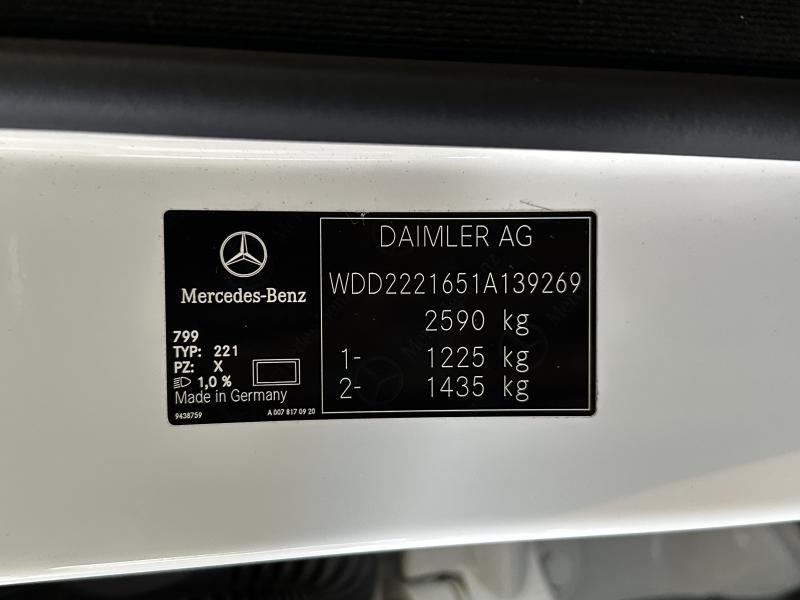 Mercedes-Benz
799
TYP: 221
PZ: X
1,0 %
Made in Germany
9438759
A 007 817 09 20
DAIMLER AG
WDD2221651A139269
2590 kg
1- 1225 kg
2- 1435 kg